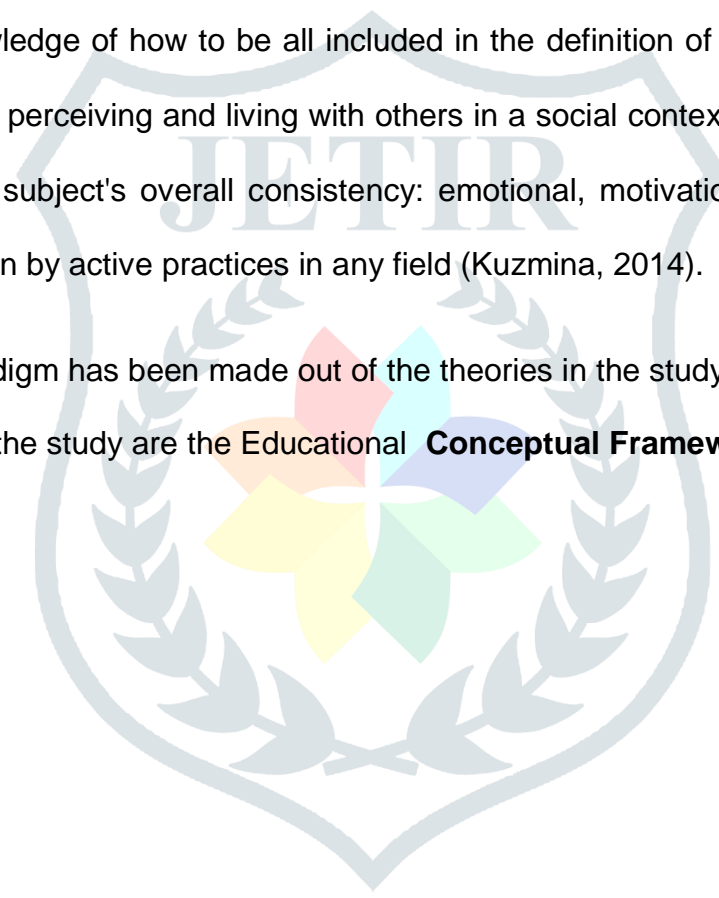 vledge of how to be all included in the definition of
perceiving and living with others in a social contex
JETIR
subject's overall consistency: emotional, motivatio
n by active practices in any field (Kuzmina, 2014).
digm has been made out of the theories in the study
the study are the Educational Conceptual Framew